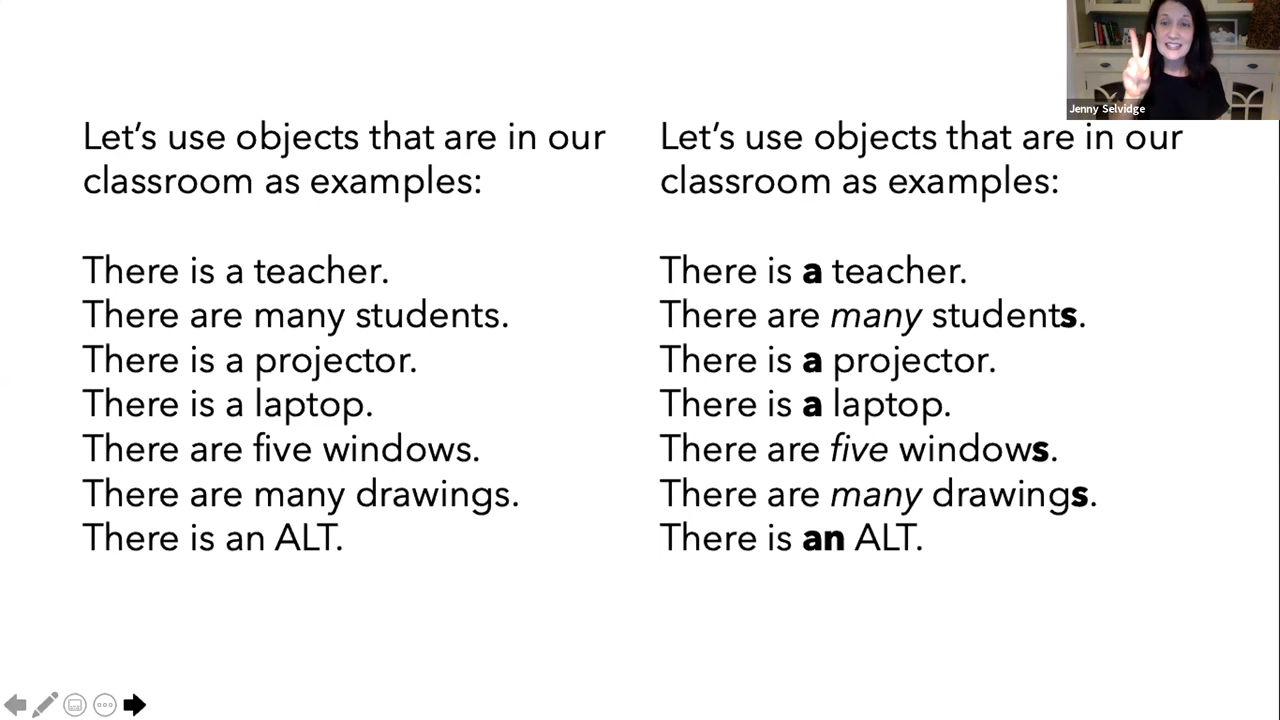 Let's use objects that are in our
classroom as examples:
There is a teacher.
There are many students.
There is a projector.
There is a laptop.
There are five windows.
There are many drawings.
There is an ALT.
Let's use objects that are in our
classroom as examples:
There is a teacher.
There are many students.
There is a projector.
There is a laptop.
There are five windows.
There are many drawings.
There is an ALT.
Jenny Selvidge